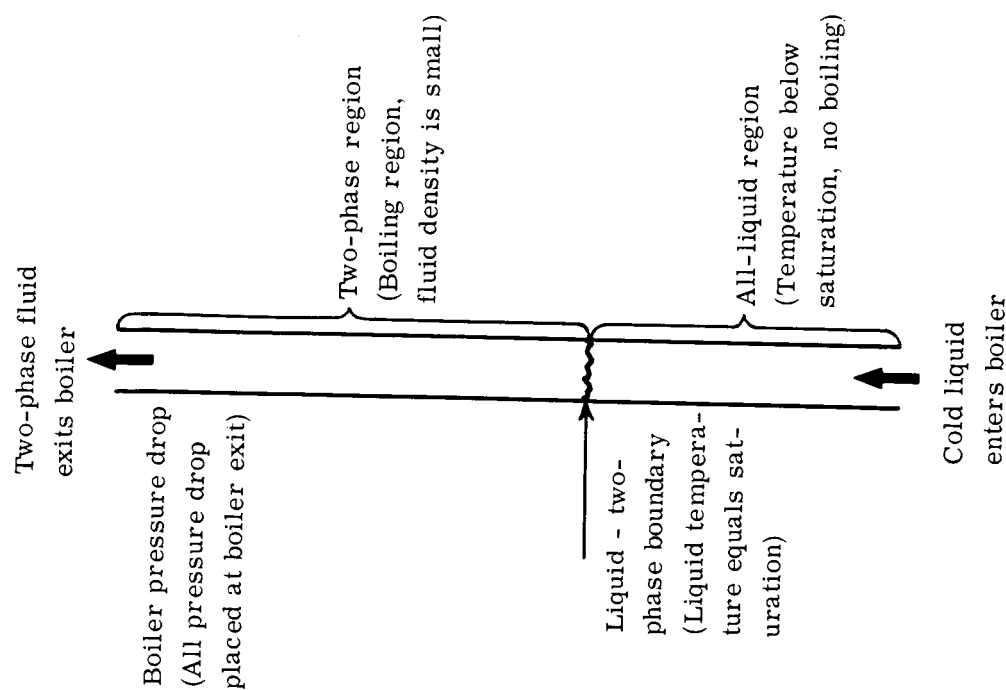 Two-phase fluid
exits boiler
Boiler pressure drop
(All pressure drop
placed at boiler exit)
Two-phase region
(Boiling region,
fluid density is small)
Liquid - two-
phase boundary
(Liquid tempera-
ture equals sat-
uration)
All-liquid region
(Temperature below
saturation, no boiling)
Cold liquid
enters boiler